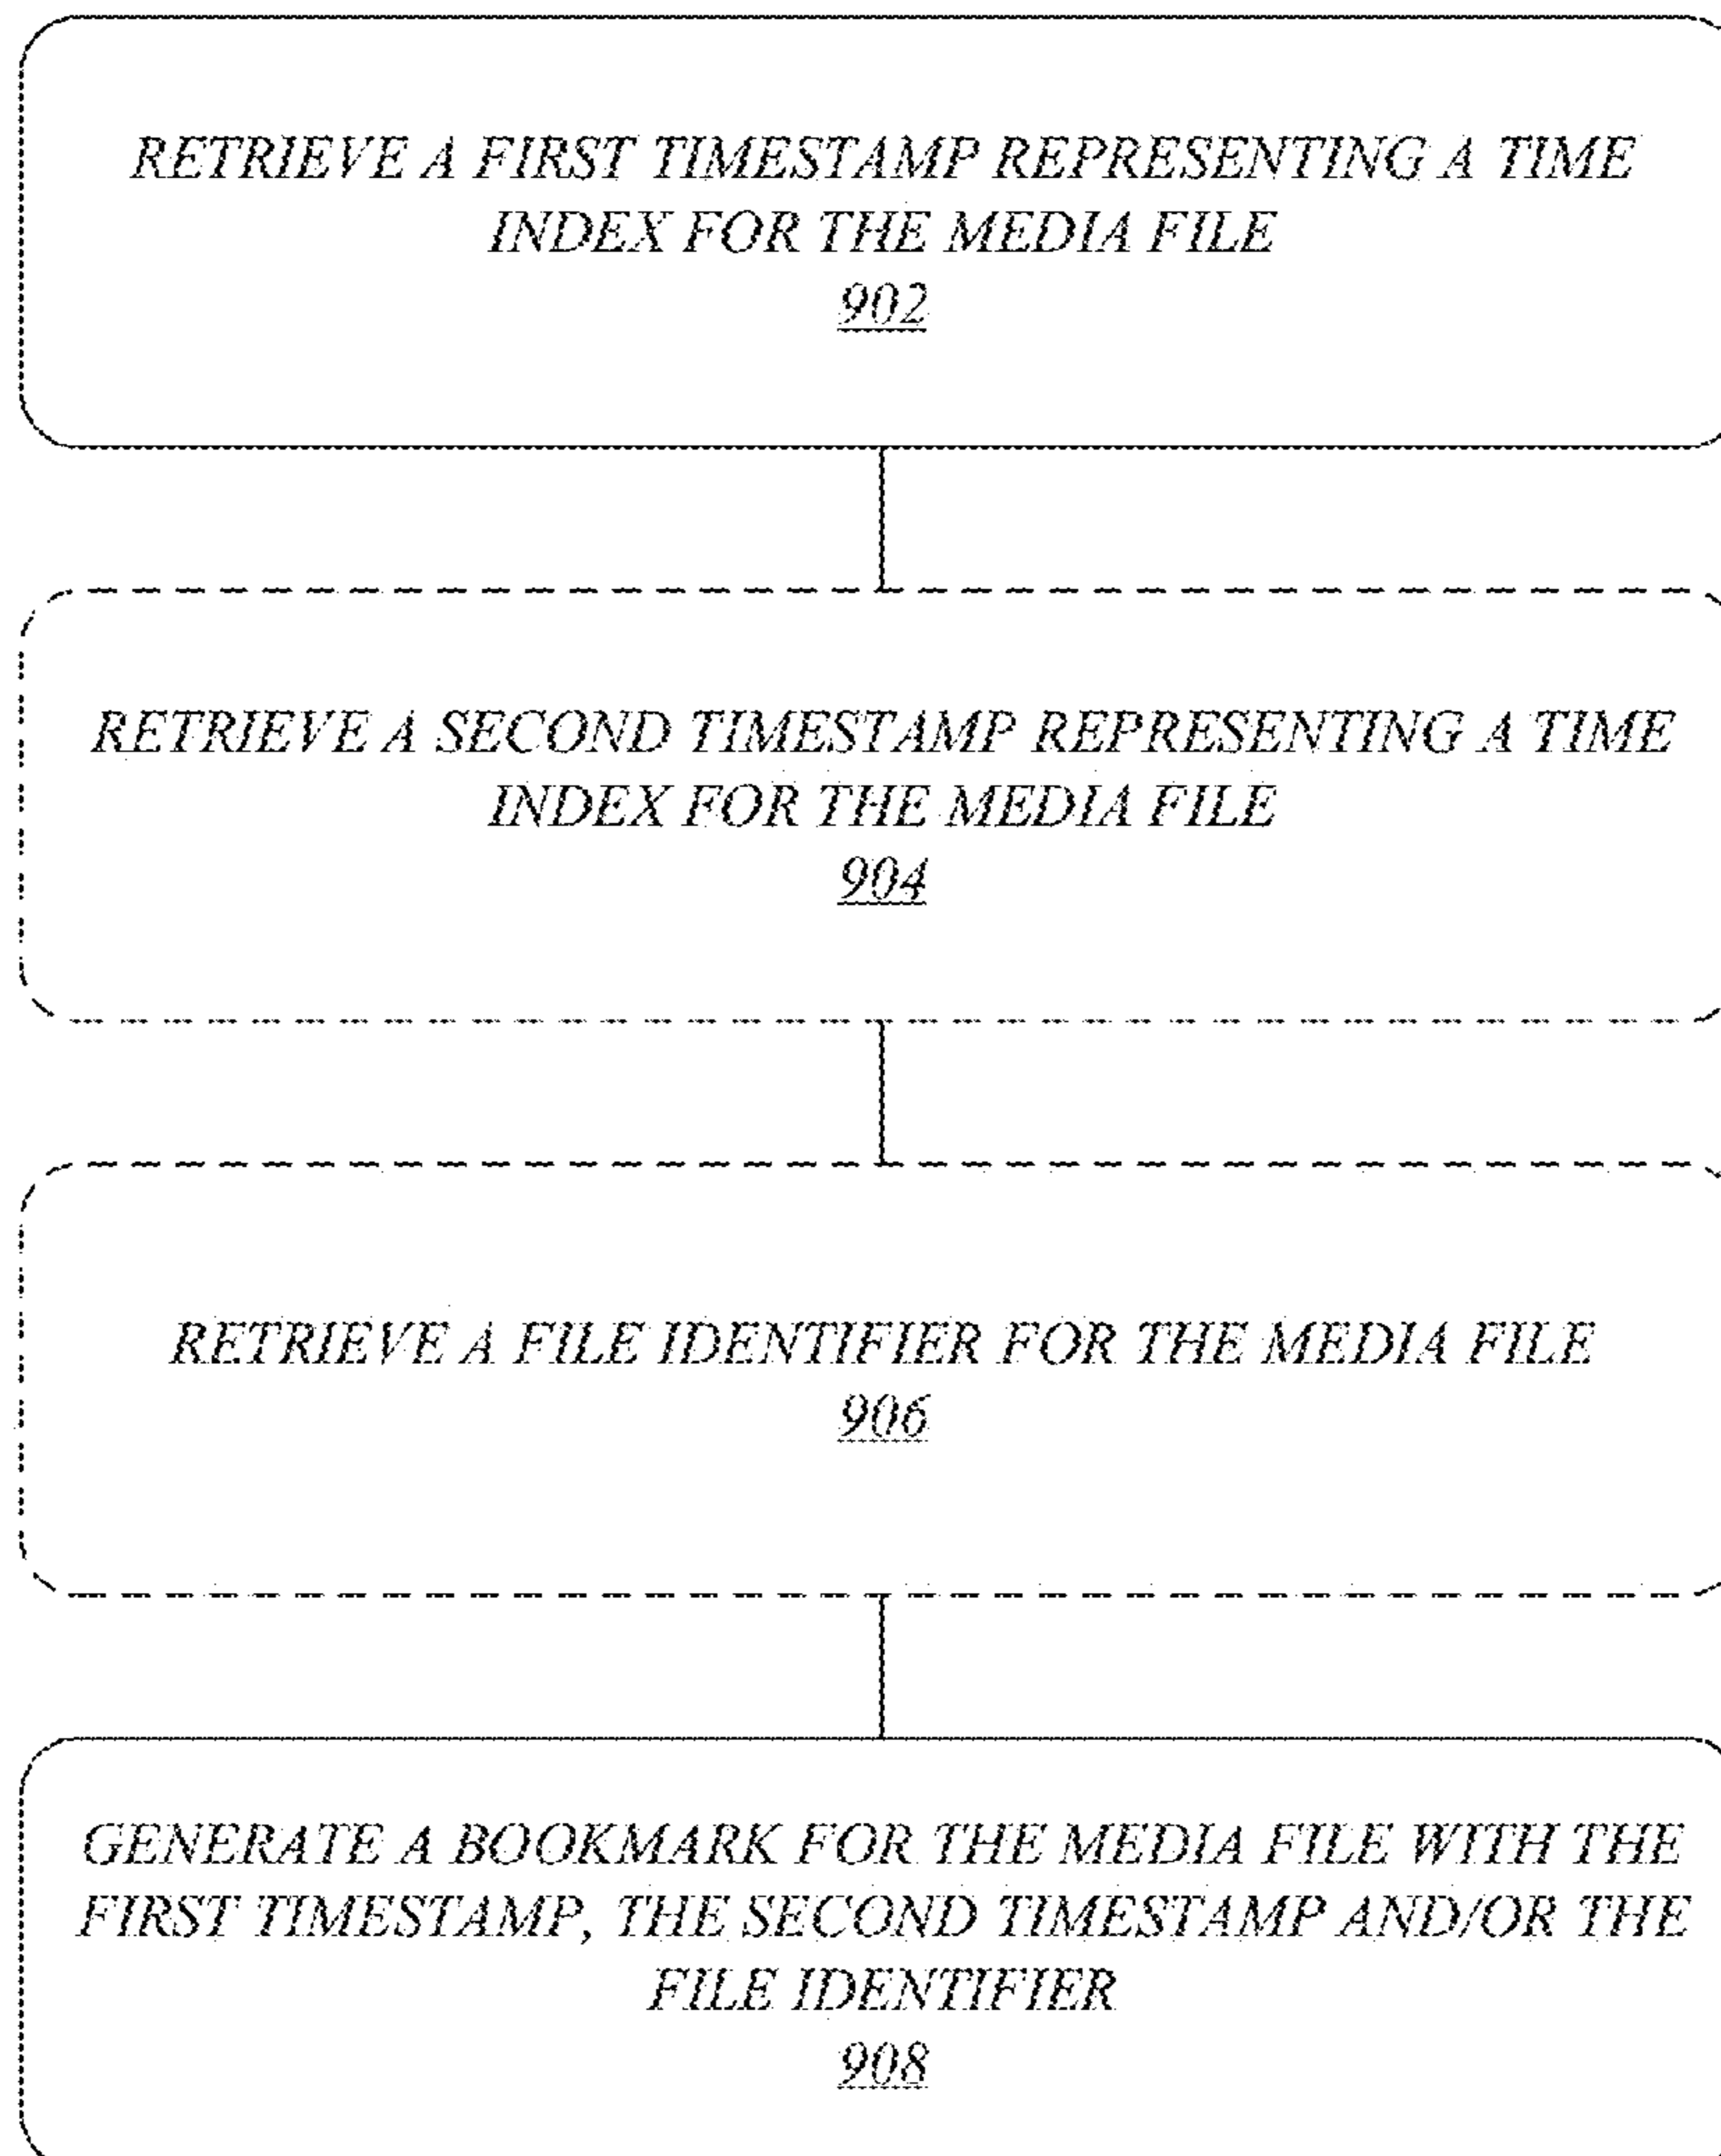 RETRIEVE A FIRST TIMESTAMP REPRESENTING A TIME
INDEX FOR THE MEDIA FILE
902
RETRIEVE A SECOND TIMESTAMP REPRESENTING A TIME
INDEX FOR THE MEDIA FILE
904
RETRIEVE A FILE IDENTIFIER FOR THE MEDIA FILE
906
GENERATE A BOOKMARK FOR THE MEDIA FILE WITH THE
FIRST TIMESTAMP, THE SECOND TIMESTAMP AND/OR THE
FILE IDENTIFIER
908